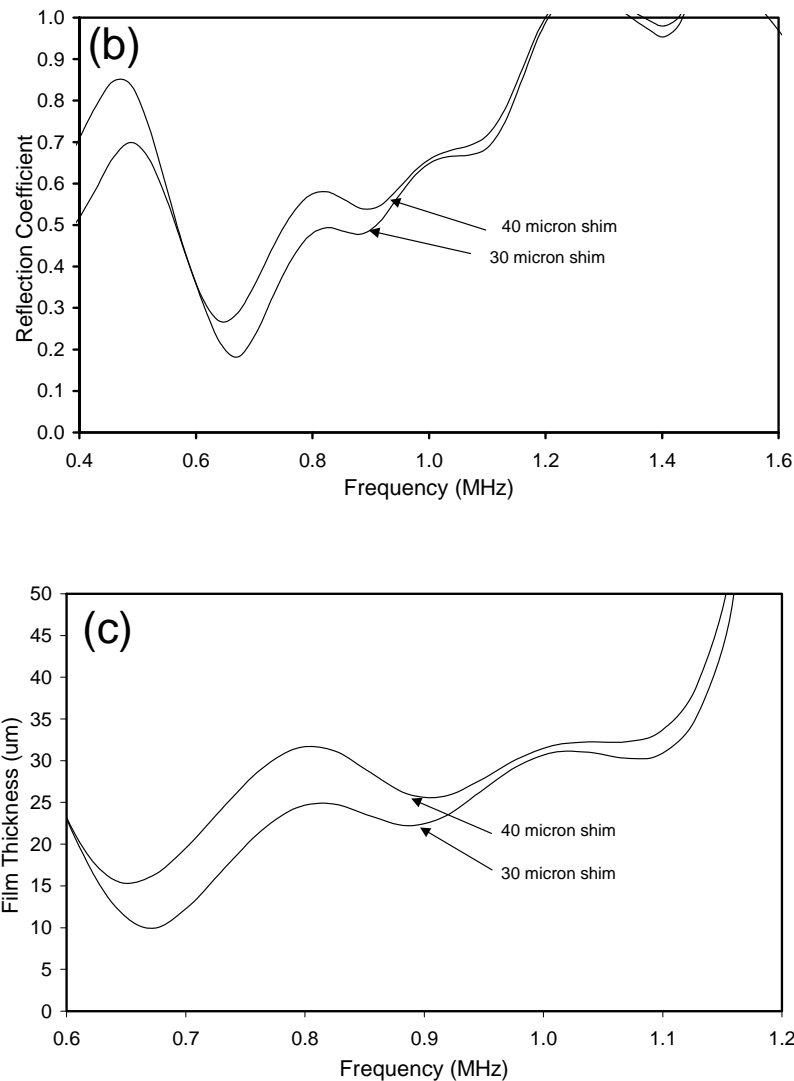 (b)
1.0
0.9
0.8
0.7
0.6
0.5
0.4
0.3
0.2
0.1
0.0
Reflection Coefficient
40 micron shim
30 micron shim
0.4 0.6 0.8 1.0 1.2 1.4 1.6
Frequency (MHz)
(c)
50
45
40
35
30
25
20
15
10
5
0
Film Thickness (um)
40 micron shim
30 micron shim
0.6 0.7 0.8 0.9 1.0 1.1 1.2
Frequency (MHz)